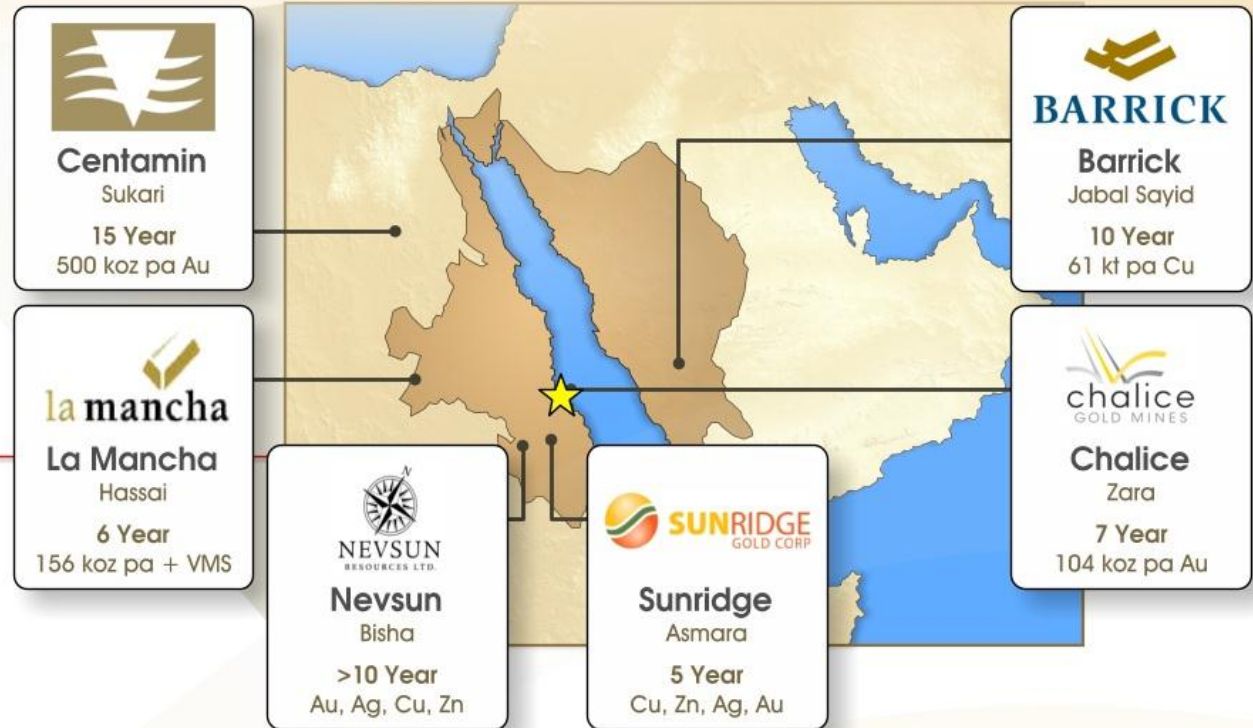 Centamin
Sukari
15 Year
500 koz pa Au
la mancha
La Mancha
Hassai
6 Year
156 koz pa + VMS
N
NEVSUN
RESOURCES LTD.
Nevsun
Bisha
>10 Year
Au, Ag, Cu, Zn
SUNRIDGE
GOLD CORP
Sunridge
Asmara
5 Year
Cu, Zn, Ag, Au
BARRICK
Barrick
Jabal Sayid
10 Year
61 kt pa Cu
chalice
GOLD MINES
Chalice
Zara
7 Year
104 koz pa Au